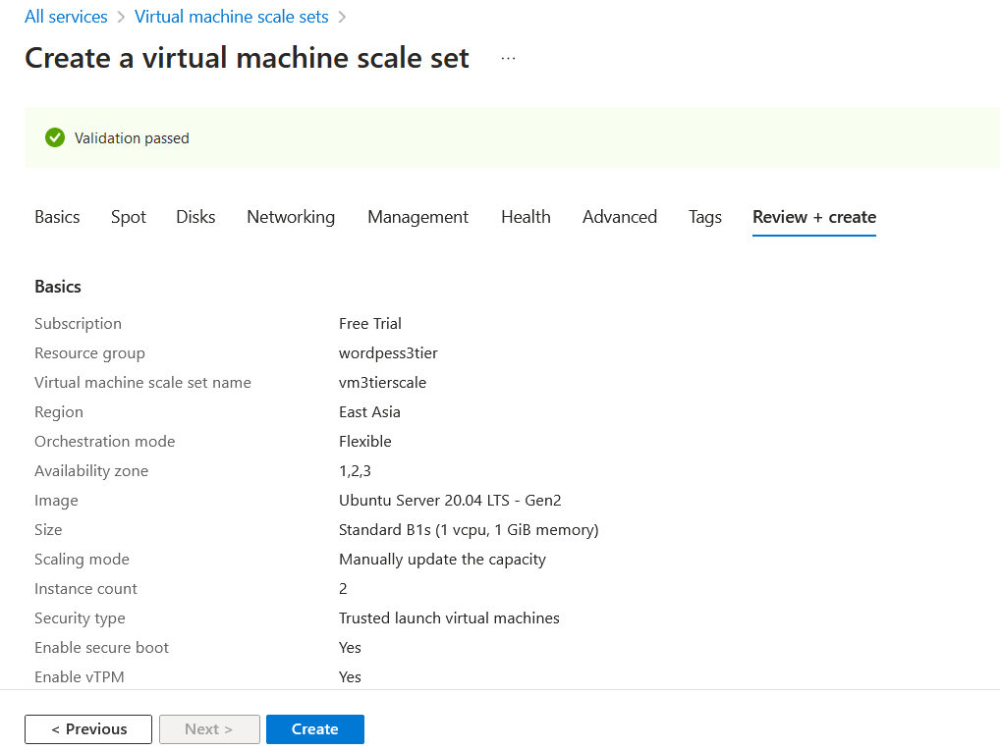 All services > Virtual machine scale sets >
Create a virtual machine scale set ...
Validation passed
Basics Spot Disks Networking Management Health Advanced Tags Review + create
Basics
Subscription Free Trial
Resource group wordpess3tier
Virtual machine scale set name vm3tierscale
Region East Asia
Orchestration mode Flexible
Availability zone 1,2,3
Image Ubuntu Server 20.04 LTS - Gen2
Size Standard B1s (1 vcpu, 1 GiB memory)
Scaling mode Manually update the capacity
Instance count 2
Security type Trusted launch virtual machines
Enable secure boot Yes
Enable vTPM Yes
< Previous Next > Create